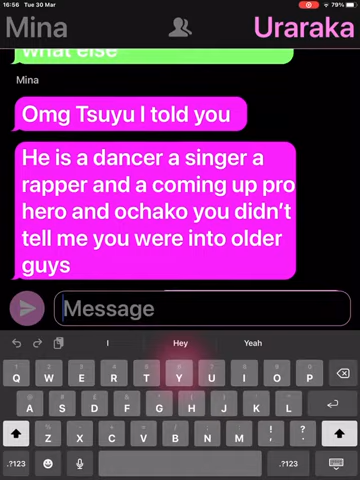 16:56 Tue 30 Mar
79%
Mina
Uraraka
what else
Mina
Omg Tsuyu I told you
He is a dancer a singer a
rapper and a coming up pro
hero and ochako you didn't
tell me you were into older
guys
Message
I Hey Yeah
Q W E R T Y U I O P
A S D F G H J K L
Z X C V B N M ! , ? .
.?123 .?123